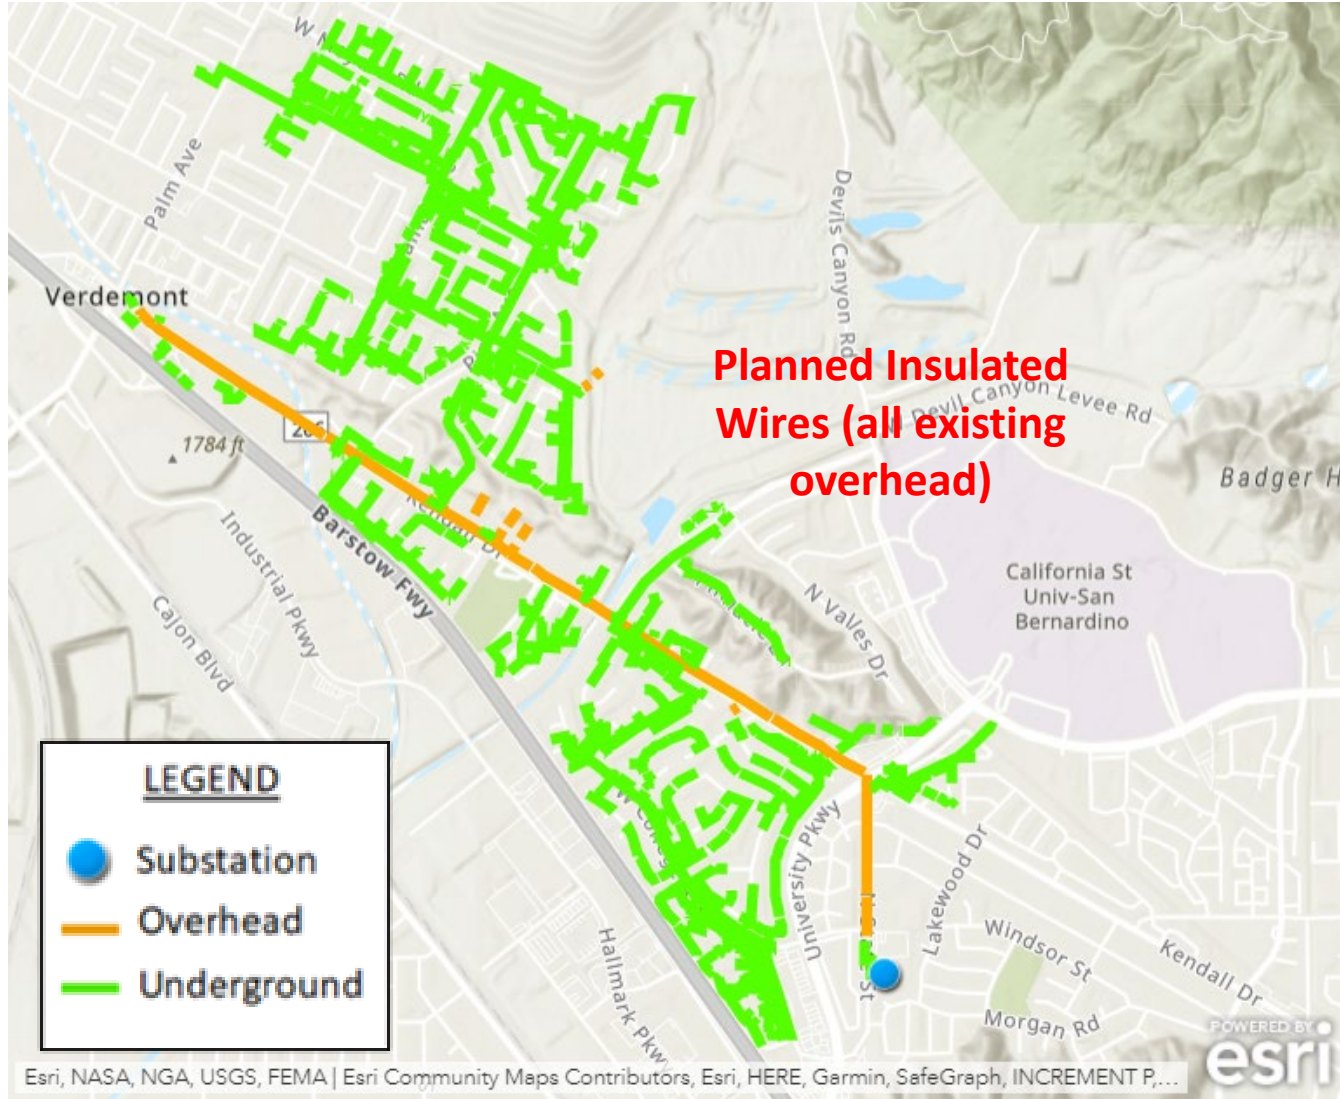 Palm Ave
Devils Canyon Rd
Verdemont
Planned Insulated
Wires (all existing
overhead)
Devil Canyon Levee Rd
1784 ft
Badger H
Industrial Pkwy
Barstow Fwy
Cajon Blvd
California St
Univ-San
Bernardino
N Valles Dr
LEGEND
Substation
Overhead
Underground
University Pkwy
Lakewood Dr
Hallmark Pkwy
Windsor St
Kendall Dr
Morgan Rd
POWERED BY
esri
Esri, NASA, NGA, USGS, FEMA | Esri Community Maps Contributors, Esri, HERE, Garmin, SafeGraph, INCREMENT P,...